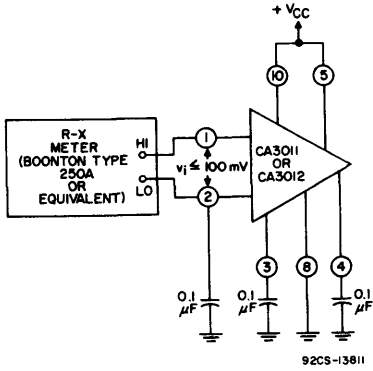 + VCC
10
5
R-X
METER
(BOONTON TYPE
250A
OR
EQUIVALENT)
HI
LO
1
vi ≤ 100 mV
2
CA3011
OR
CA3012
3
8
4
0.1
μF
0.1
μF
0.1
μF
92CS-13811